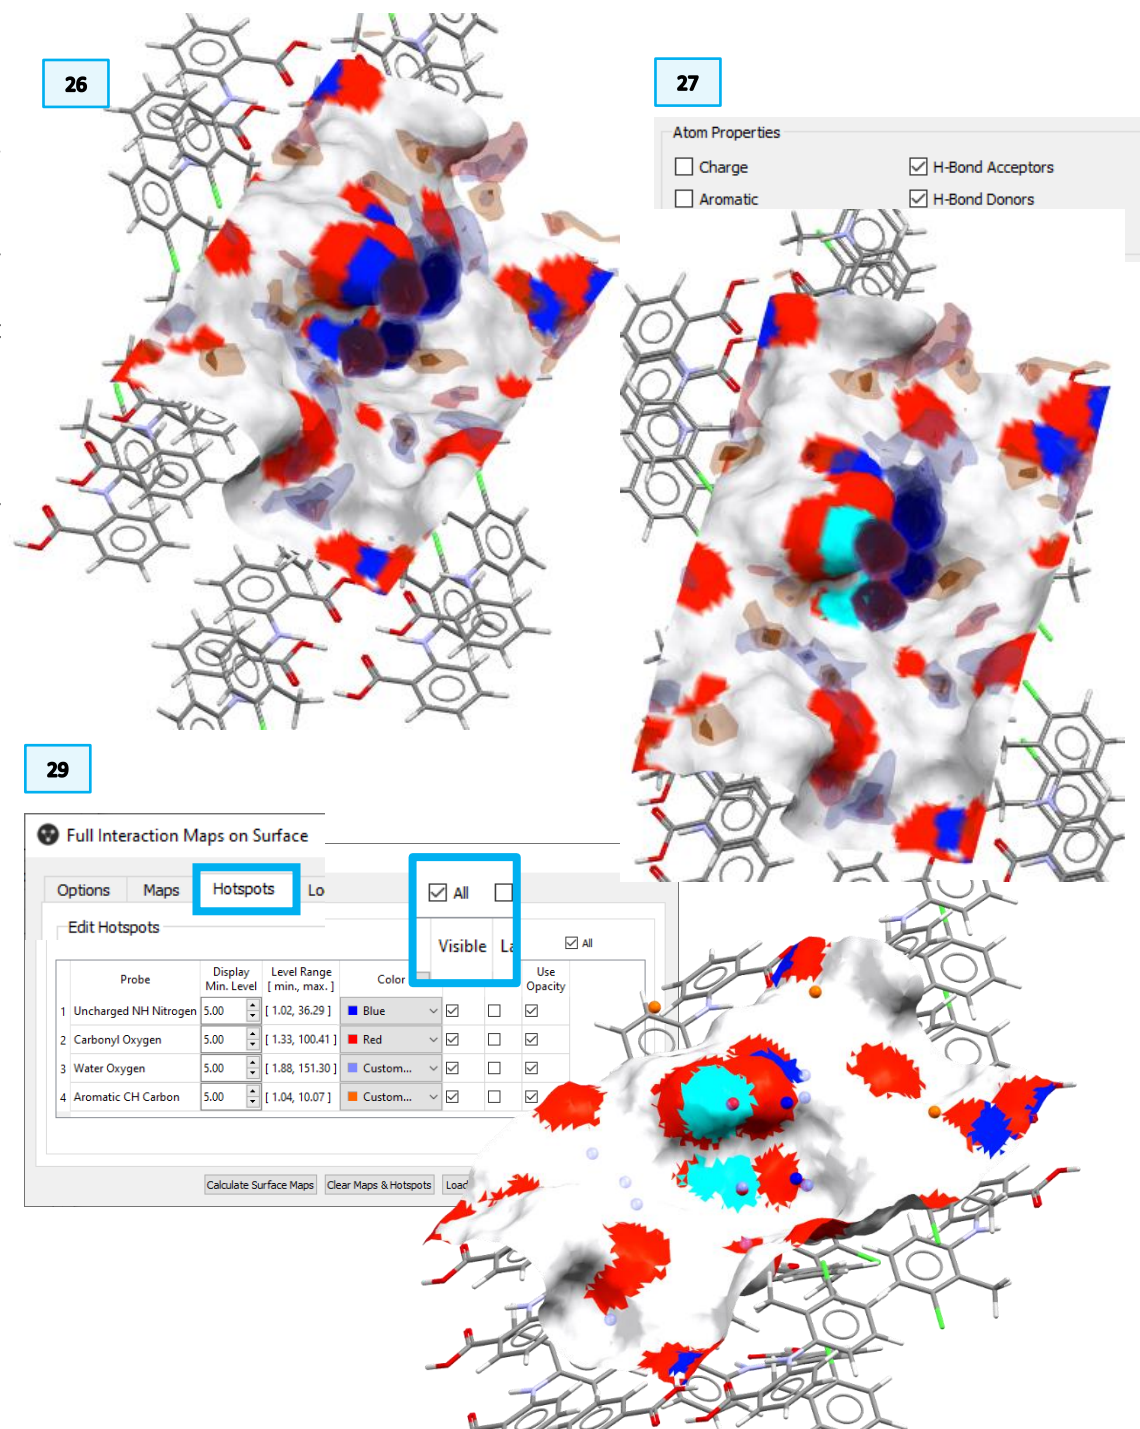 26
27
Atom Properties
Charge
H-Bond Acceptors
Aromatic
H-Bond Donors
29
Full Interaction Maps on Surface
Options Maps Hotspots Lo
All
Edit Hotspots
Visible La
All
Probe Display Min. Level Level Range [ min., max. ] Color Use Opacity
1 Uncharged NH Nitrogen 5.00 [ 1.02, 36.29 ] Blue
2 Carbonyl Oxygen 5.00 [ 1.33, 100.41 ] Red
3 Water Oxygen 5.00 [ 1.88, 151.30 ] Custom...
4 Aromatic CH Carbon 5.00 [ 1.04, 10.07 ] Custom...
Calculate Surface Maps Clear Maps & Hotspots Load